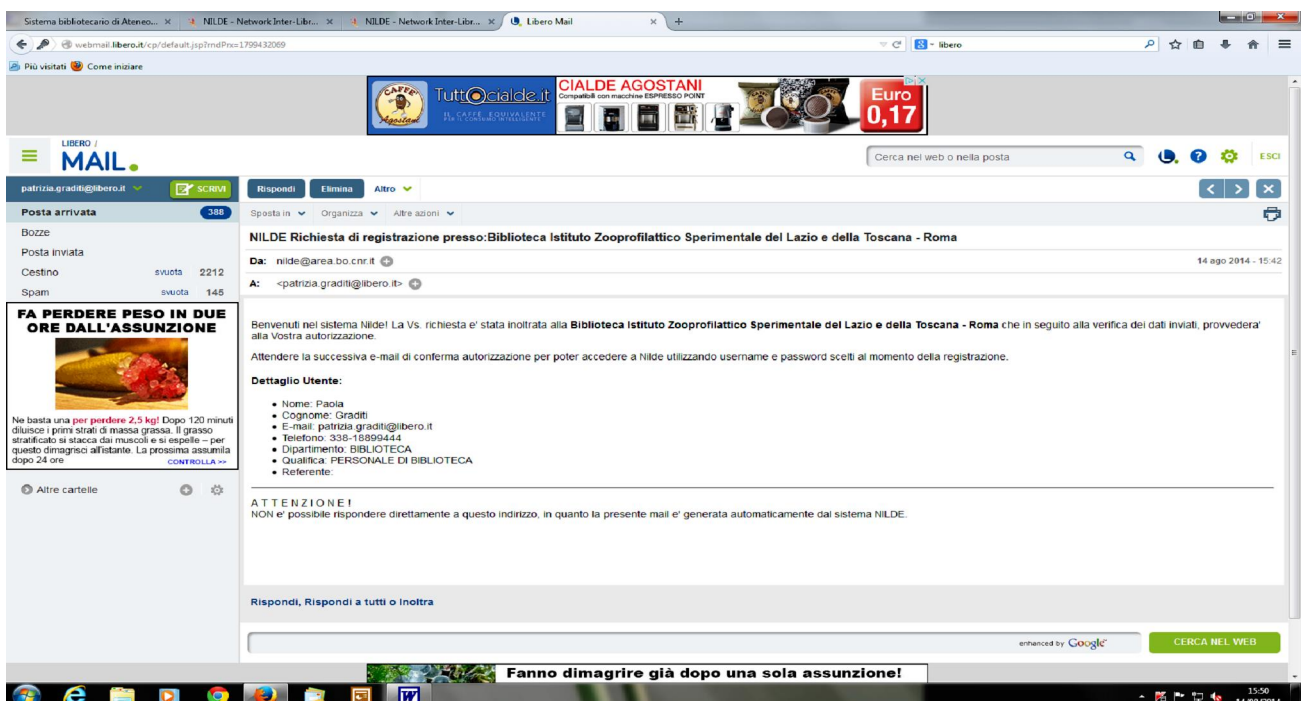 Sistema bibliotecario di Ateneo... ×
NILDE - Network Inter-Libr... ×
NILDE - Network Inter-Libr... ×
Libero Mail ×
webmail.libero.it/cp/default.jsp?rndPrx=1799432069
libero
Più visitati
Come iniziare
CAFFE' Agostani
TuttOcialde.it
IL CAFFÈ EQUIVALENTE
PER IL CONSUMO INTELLIGENTE
CIALDE AGOSTANI
Compatibili con macchine ESPRESSO POINT
Euro
0,17
LIBERO /
MAIL.
Cerca nel web o nella posta
ESCI
patrizia.graditi@libero.it
SCRIVI
Rispondi Elimina Altro
Posta arrivata 388
Sposta in Organizza Altre azioni
Bozze
Posta inviata
Cestino svuota 2212
Spam svuota 145
NILDE Richiesta di registrazione presso:Biblioteca Istituto Zooprofilattico Sperimentale del Lazio e della Toscana - Roma
Da: nilde@area.bo.cnr.it
14 ago 2014 - 15:42
A: <patrizia.graditi@libero.it>
FA PERDERE PESO IN DUE
ORE DALL'ASSUNZIONE
Ne basta una per perdere 2,5 kg! Dopo 120 minuti
diluisce i primi strati di massa grassa. Il grasso
stratificato si stacca dai muscoli e si espelle – per
questo dimagrisci all'istante. La prossima assumila
dopo 24 ore
CONTROLLA >>
Altre cartelle
Benvenuti nel sistema Nilde! La Vs. richiesta e' stata inoltrata alla Biblioteca Istituto Zooprofilattico Sperimentale del Lazio e della Toscana - Roma che in seguito alla verifica dei dati inviati, provvedera'
alla Vostra autorizzazione.
Attendere la successiva e-mail di conferma autorizzazione per poter accedere a Nilde utilizzando username e password scelti al momento della registrazione.
Dettaglio Utente:
• Nome: Paola
• Cognome: Graditi
• E-mail: patrizia.graditi@libero.it
• Telefono: 338-18899444
• Dipartimento: BIBLIOTECA
• Qualifica: PERSONALE DI BIBLIOTECA
• Referente:
A T T E N Z I O N E !
NON e' possibile rispondere direttamente a questo indirizzo, in quanto la presente mail e' generata automaticamente dal sistema NILDE.
Rispondi, Rispondi a tutti o Inoltra
enhanced by Google
CERCA NEL WEB
Fanno dimagrire già dopo una sola assunzione!
15:50